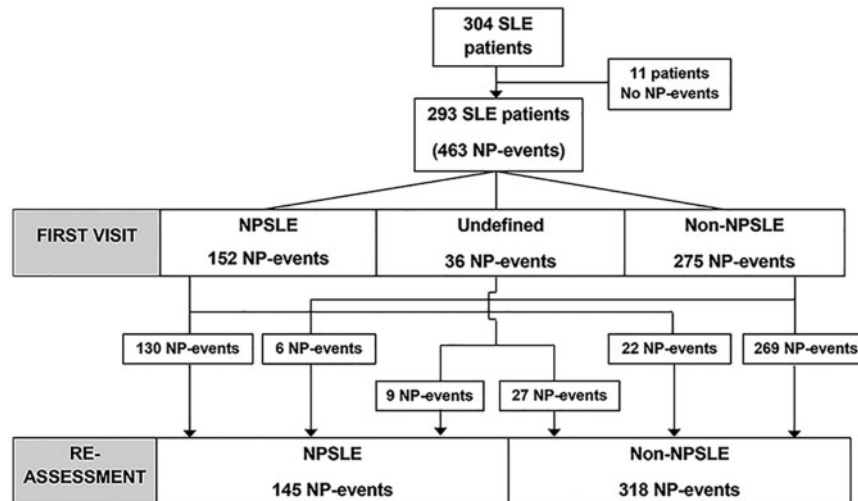 304 SLE
patients
11 patients
No NP-events
293 SLE patients
(463 NP-events)
FIRST VISIT
NPSLE
152 NP-events
Undefined
36 NP-events
Non-NPSLE
275 NP-events
130 NP-events
6 NP-events
22 NP-events
269 NP-events
9 NP-events
27 NP-events
RE-
ASSESSMENT
NPSLE
145 NP-events
Non-NPSLE
318 NP-events